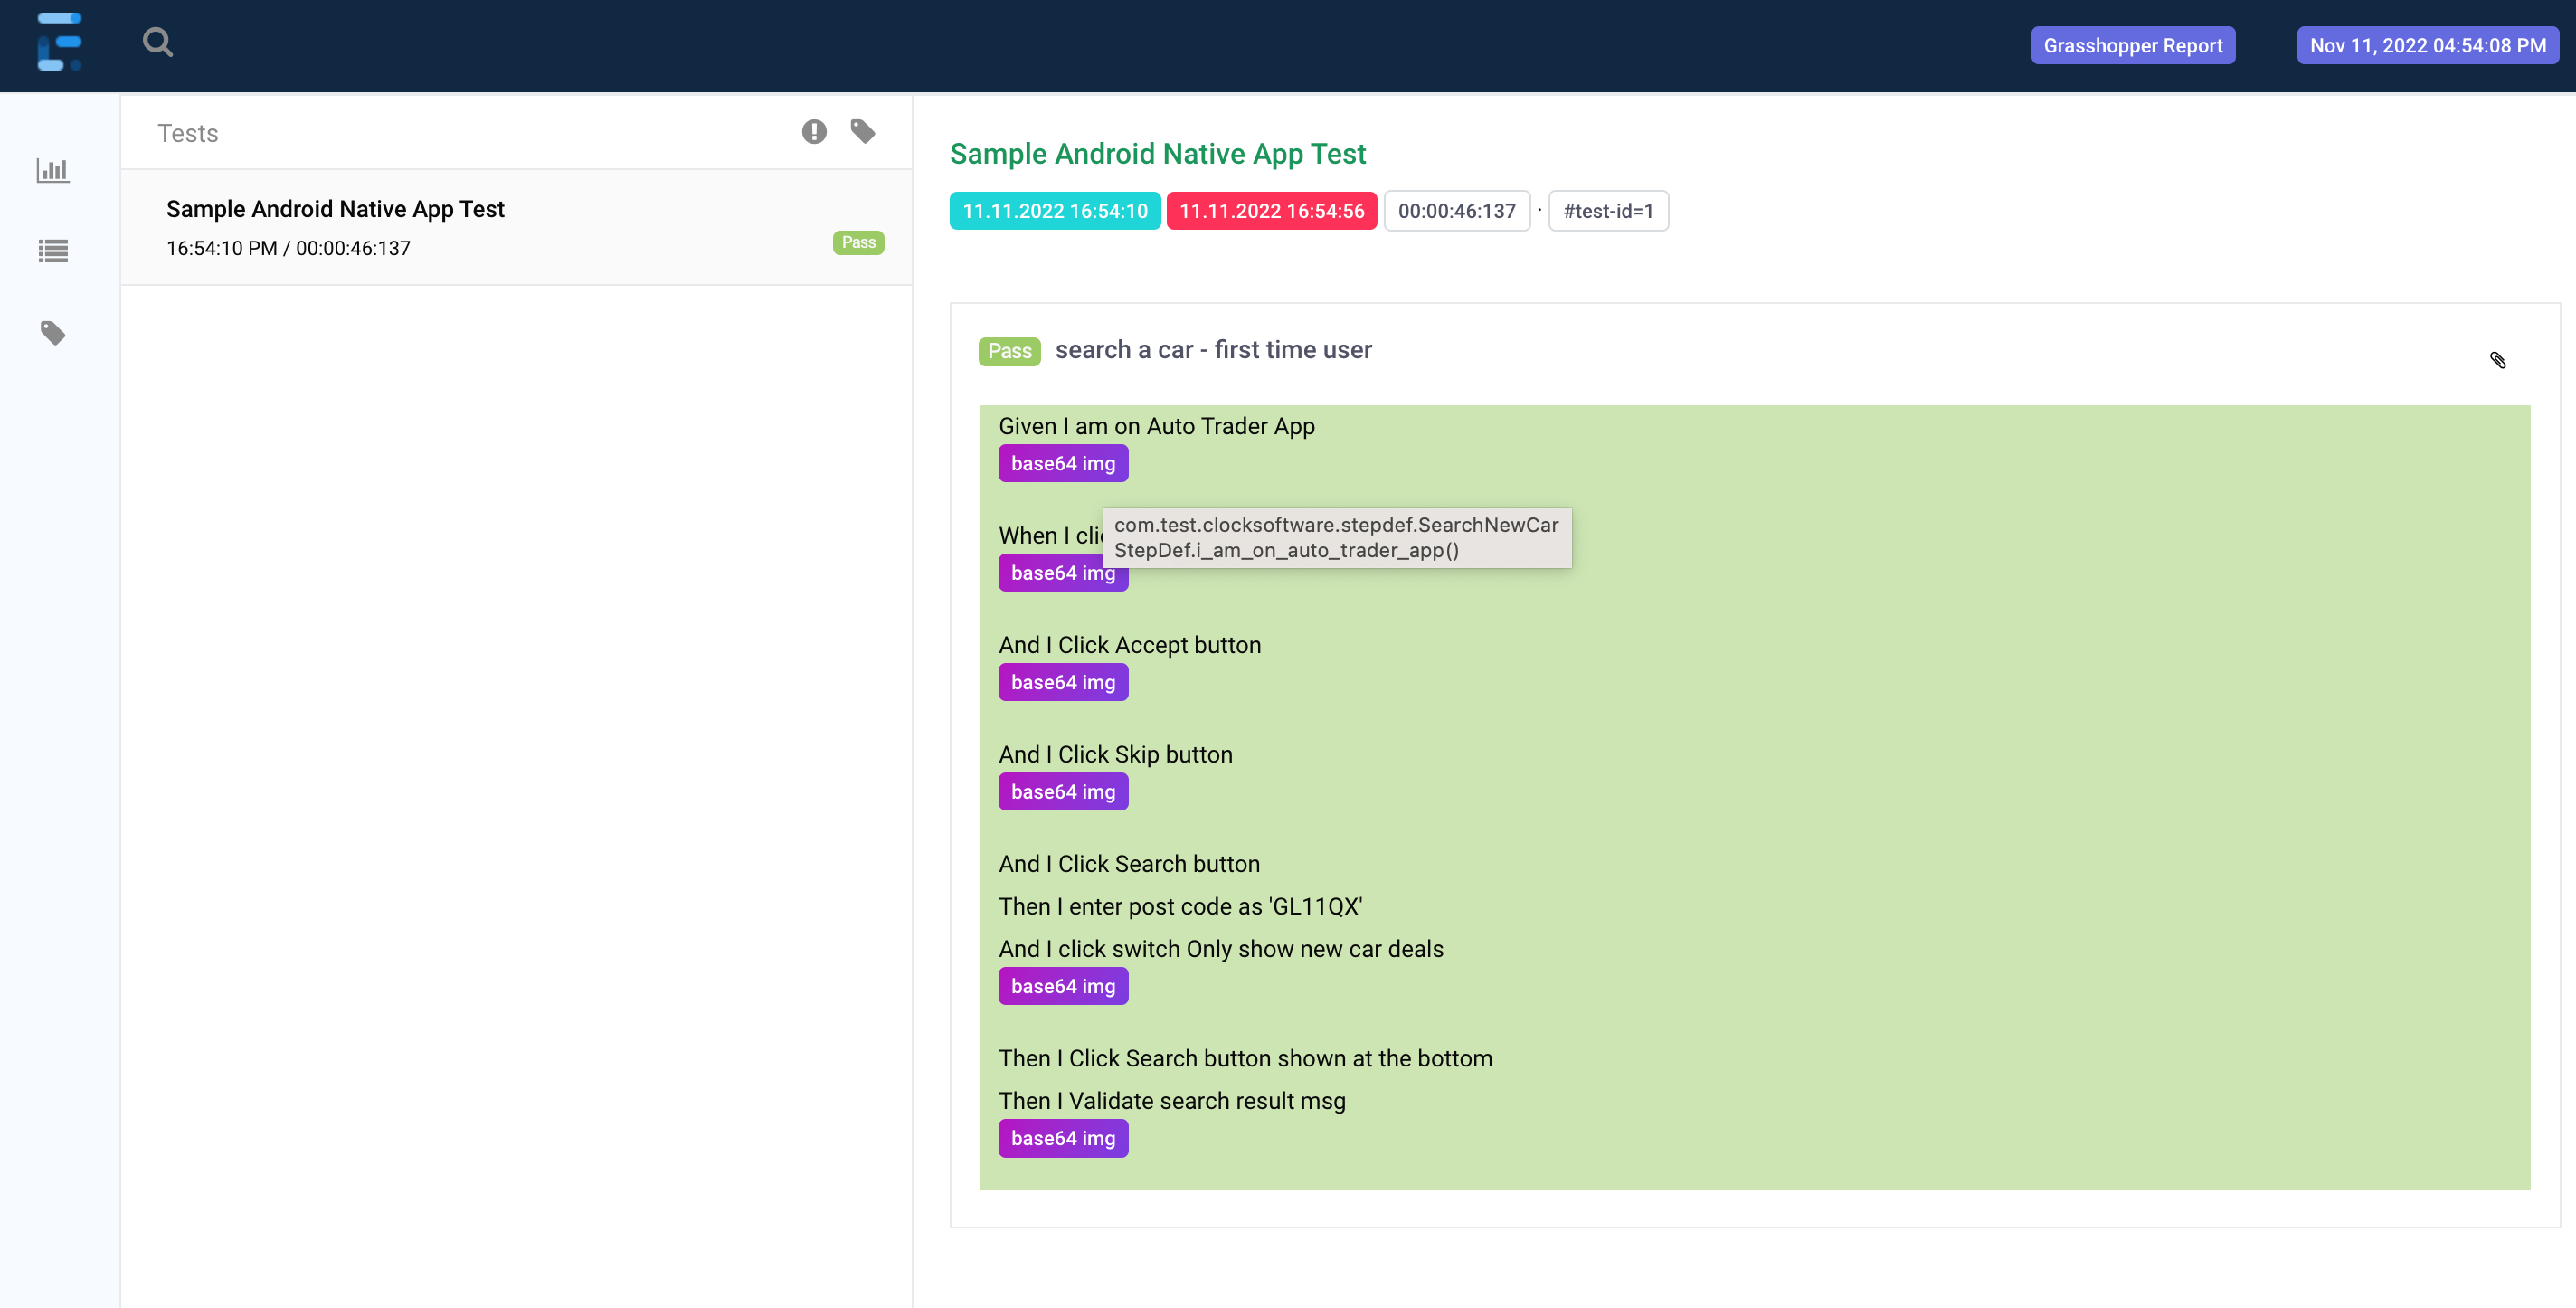 Grasshopper Report
Nov 11, 2022 04:54:08 PM
Tests
Sample Android Native App Test
16:54:10 PM / 00:00:46:137
Pass
Sample Android Native App Test
11.11.2022 16:54:10 11.11.2022 16:54:56 00:00:46:137 · #test-id=1
Pass search a car - first time user
Given I am on Auto Trader App
base64 img
com.test.clocksoftware.stepdef.SearchNewCar
StepDef.i_am_on_auto_trader_app()
When I
base64 img
And I Click Accept button
base64 img
And I Click Skip button
base64 img
And I Click Search button
Then I enter post code as 'GL11QX'
And I click switch Only show new car deals
base64 img
Then I Click Search button shown at the bottom
Then I Validate search result msg
base64 img